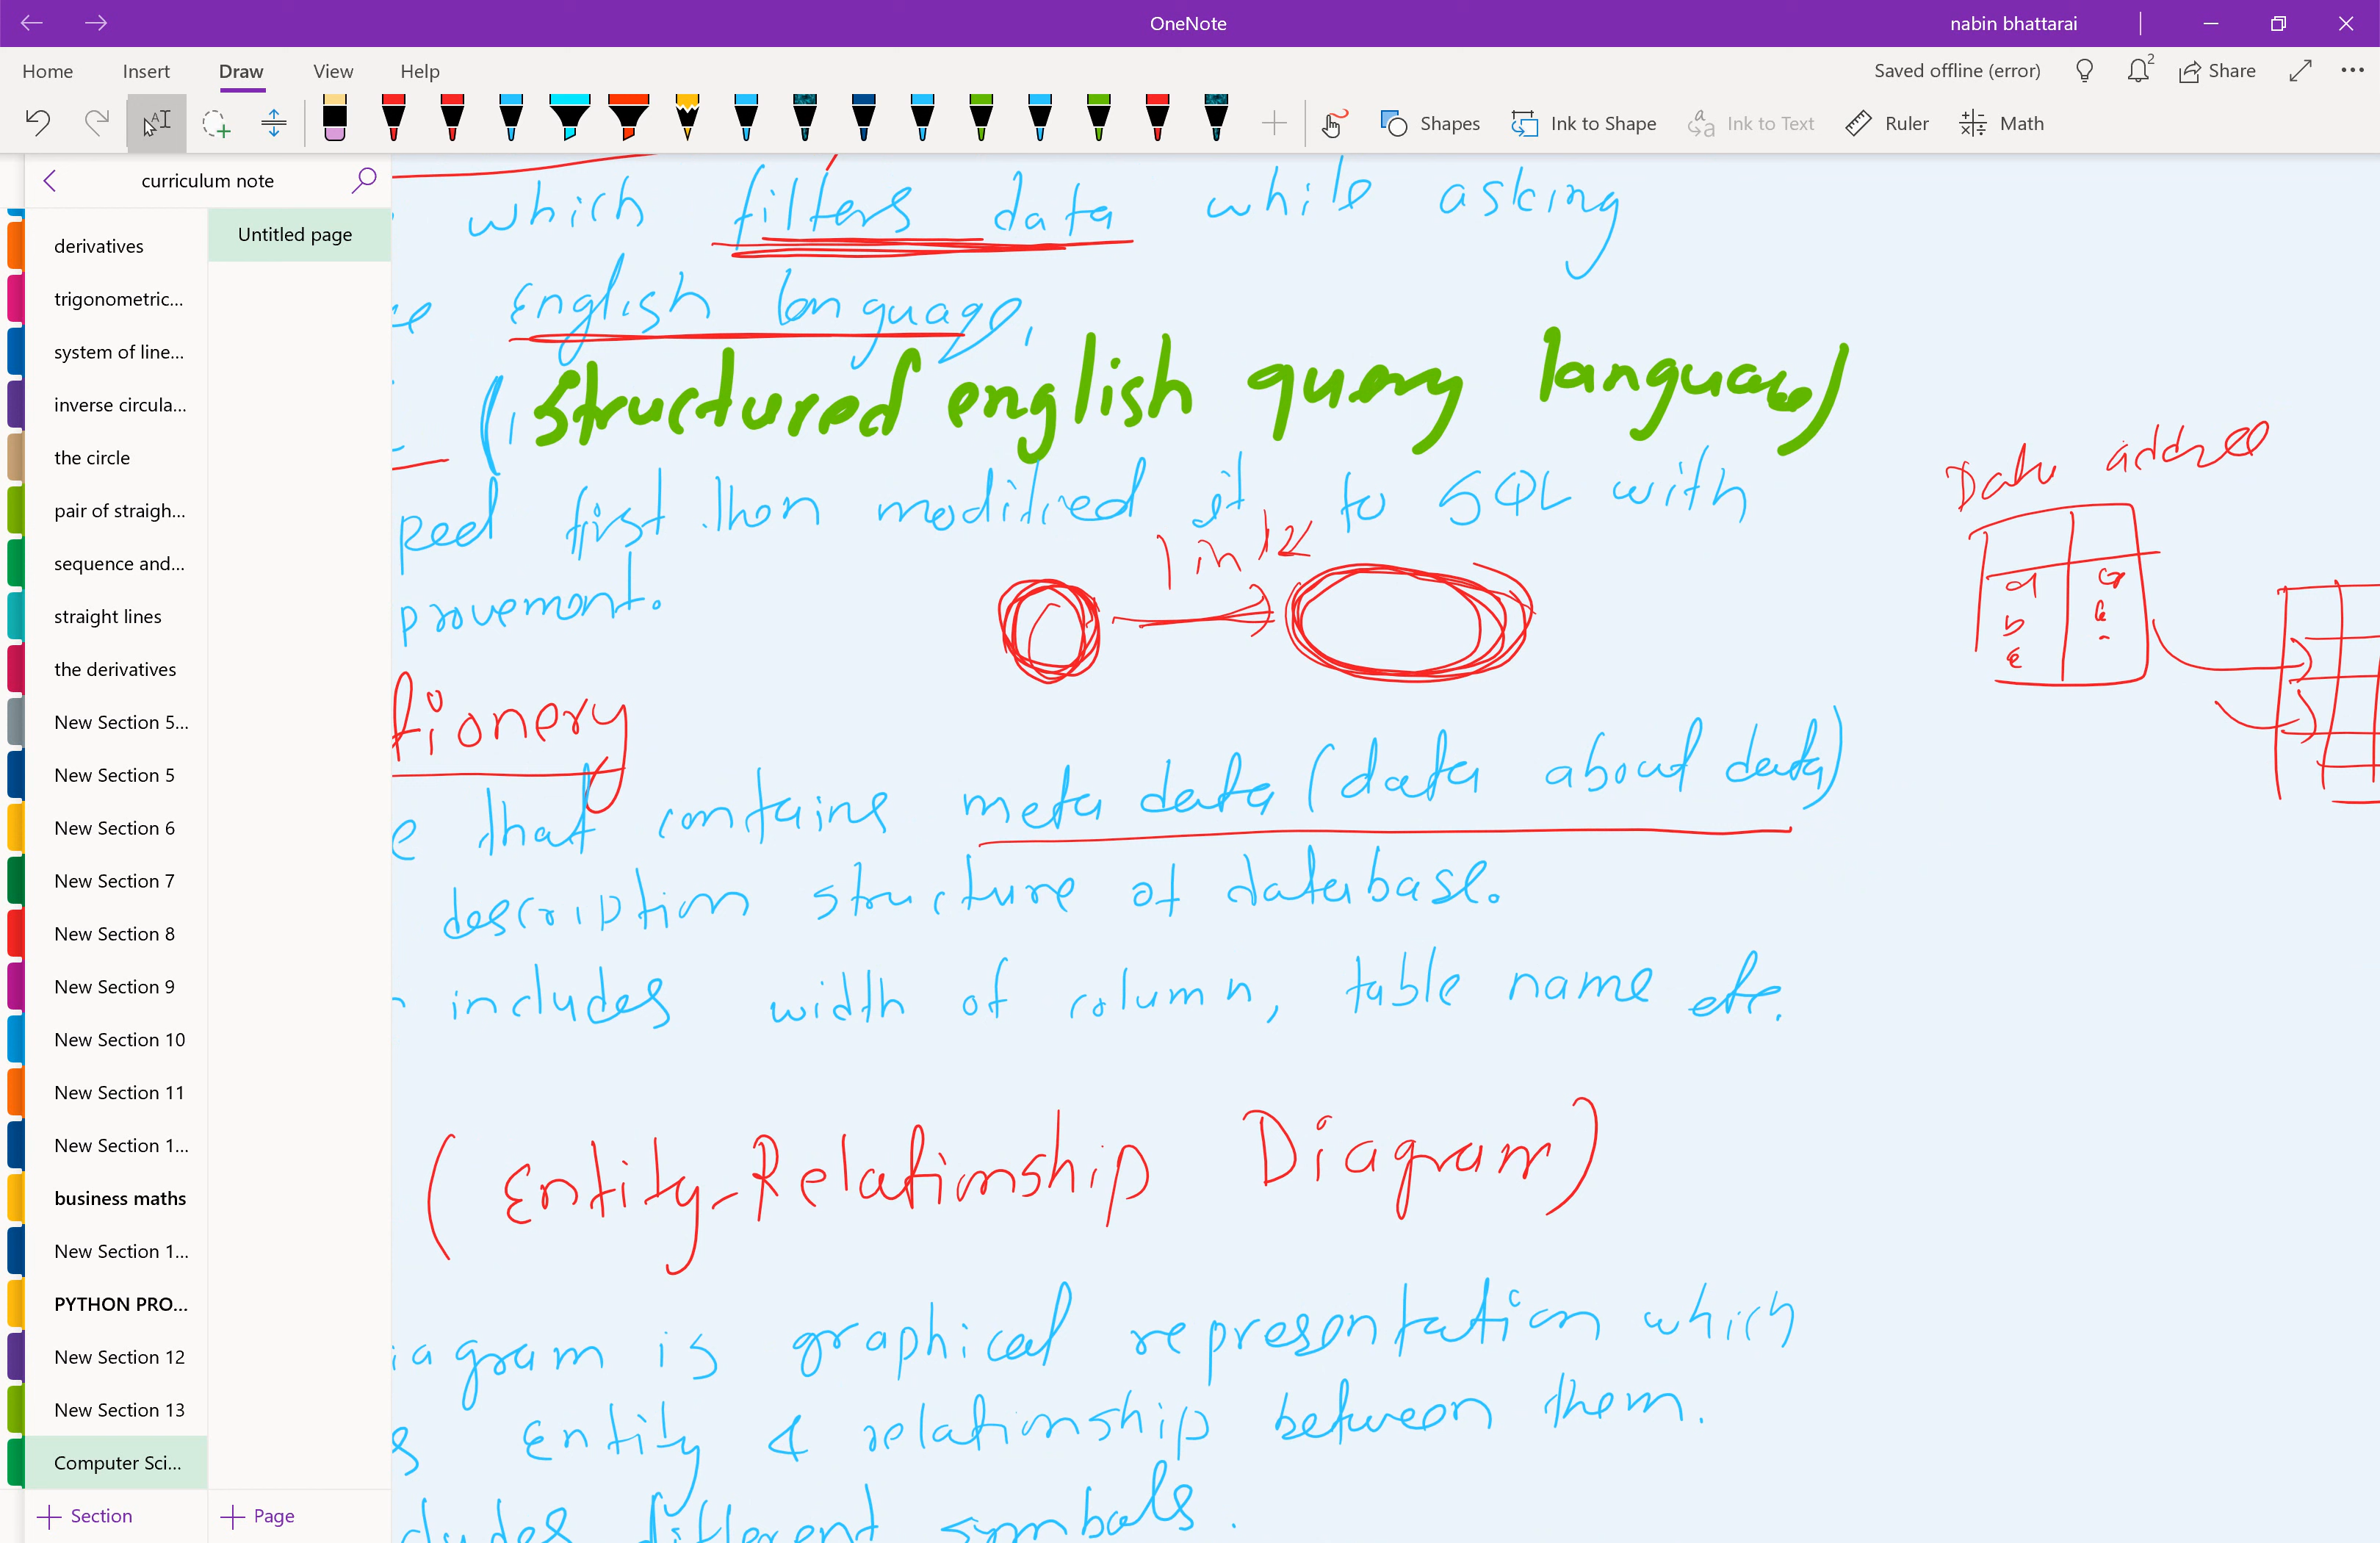 OneNote
nabin bhattarai
Home Insert Draw View Help
Saved offline (error)
2
Share
Shapes
Ink to Shape
Ink to Text
Ruler
Math
curriculum note
Untitled page
derivatives
trigonometric...
system of line...
inverse circula...
the circle
pair of straigh...
sequence and...
straight lines
the derivatives
New Section 5...
New Section 5
New Section 6
New Section 7
New Section 8
New Section 9
New Section 10
New Section 11
New Section 1...
business maths
New Section 1...
PYTHON PRO...
New Section 12
New Section 13
Computer Sci...
Section
Page
which filters data while asking
English language,
(structured english query language)
ped first then modified it to SQL with
provement.
link
tionery
e that contains meta data (data about data)
description structure of database.
n includes width of column, table name etc.
(Entity-Relationship Diagram)
iagram is graphical representation which
s Entity & relationship between them.
cludes different symbols.
a
b